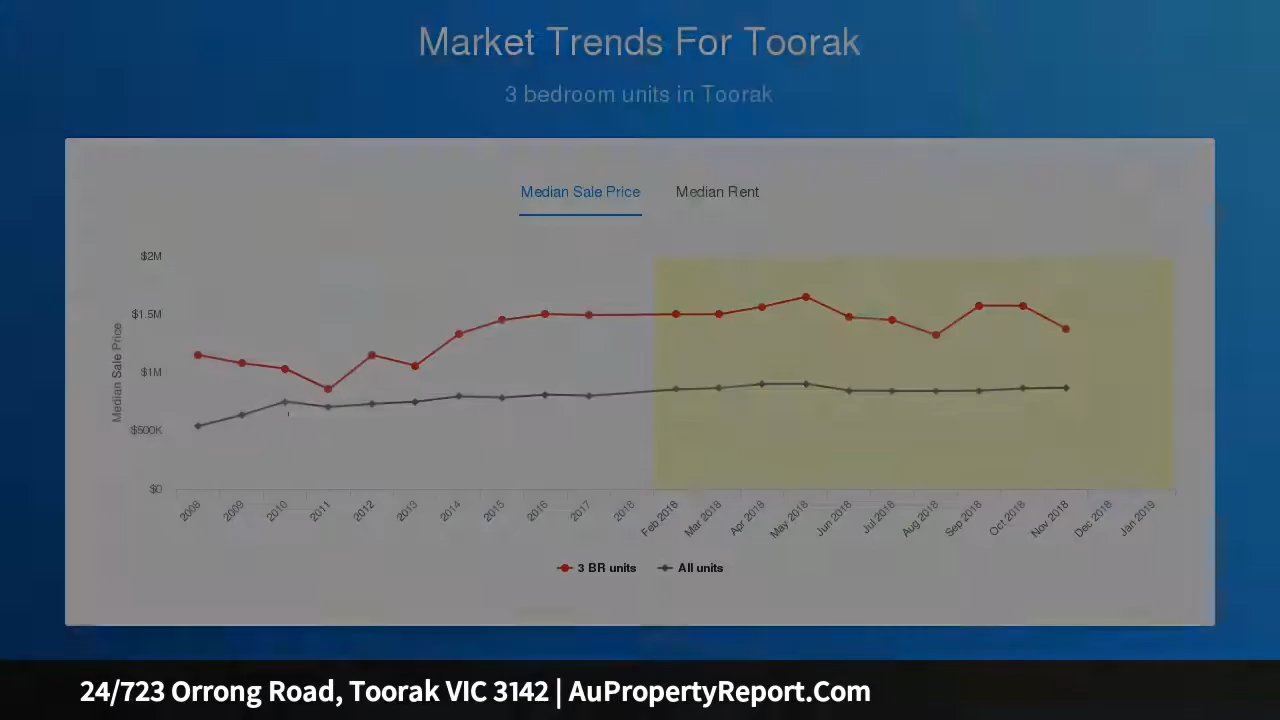 Market Trends For Toorak
3 bedroom units in Toorak
Median Sale Price Median Rent
$2M
$1.5M
$1M
$500K
$0
Median Sale Price
2008 2009 2010 2011 2012 2013 2014 2015 2016 2017 2018 Feb 2018 Mar 2018 Apr 2018 May 2018 Jun 2018 Jul 2018 Aug 2018 Sep 2018 Oct 2018 Nov 2018 Dec 2018 Jan 2019
3 BR units All units
24/723 Orrong Road, Toorak VIC 3142 | AuPropertyReport.Com